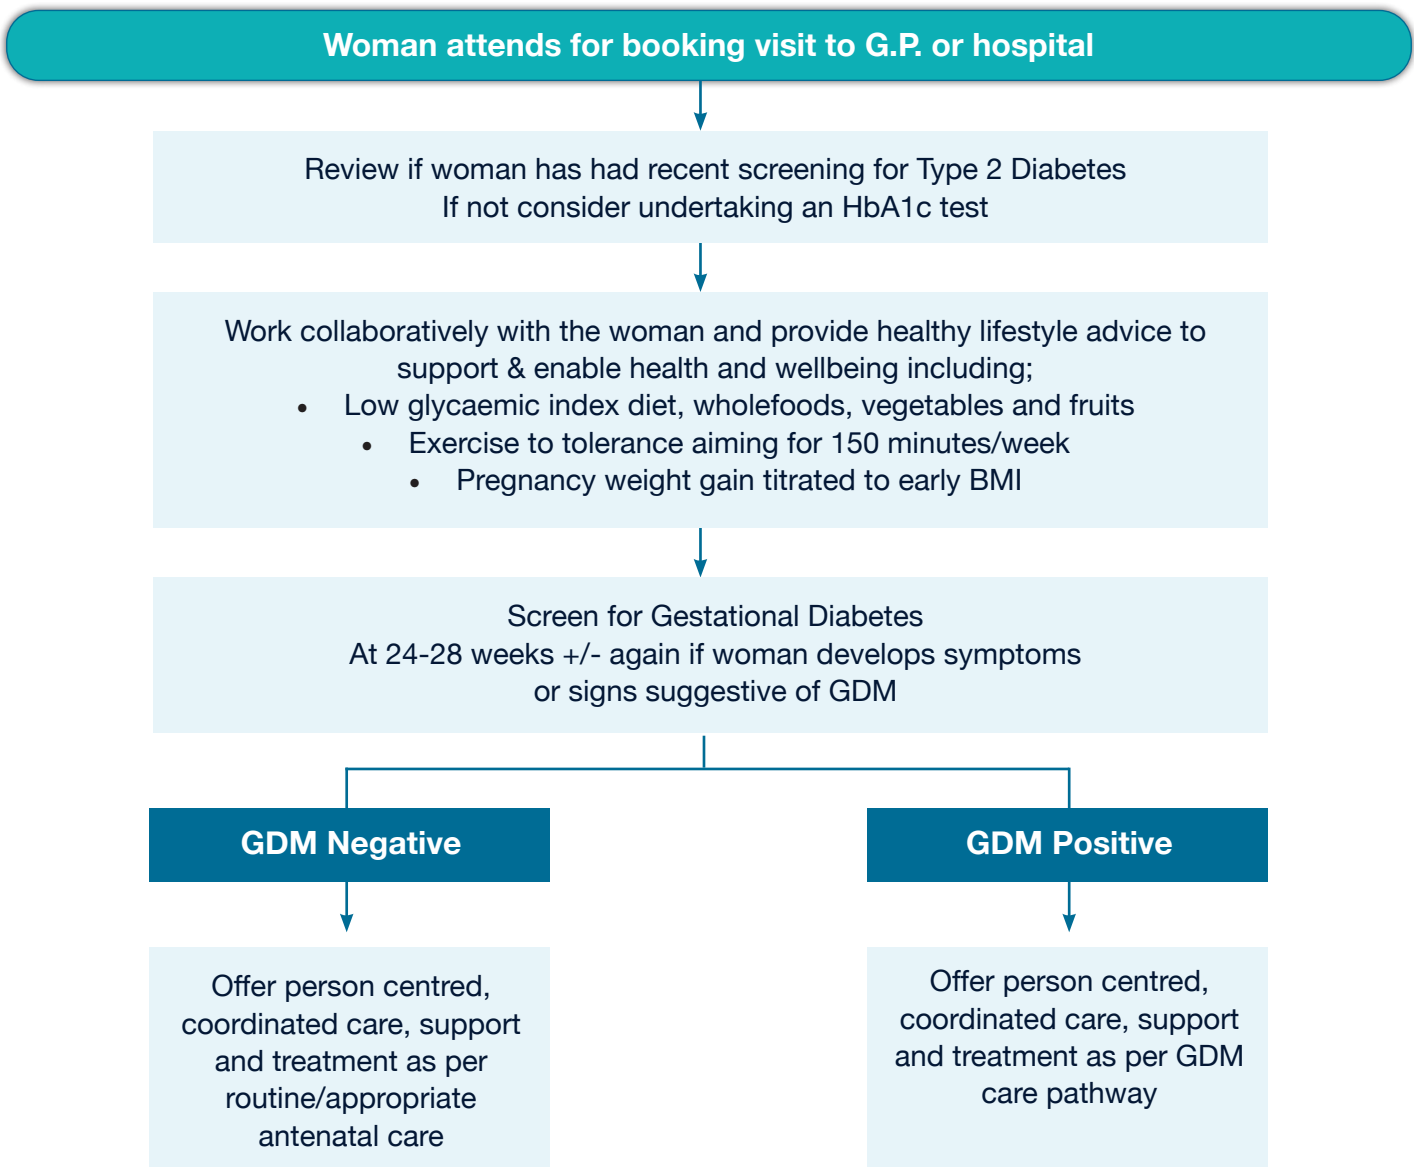 Woman attends for booking visit to G.P. or hospital
Review if woman has had recent screening for Type 2 Diabetes
If not consider undertaking an HbA1c test
Work collaboratively with the woman and provide healthy lifestyle advice to
support & enable health and wellbeing including;
• Low glycaemic index diet, wholefoods, vegetables and fruits
• Exercise to tolerance aiming for 150 minutes/week
• Pregnancy weight gain titrated to early BMI
Screen for Gestational Diabetes
At 24-28 weeks +/- again if woman develops symptoms
or signs suggestive of GDM
GDM Negative
Offer person centred,
coordinated care, support
and treatment as per
routine/appropriate
antenatal care
GDM Positive
Offer person centred,
coordinated care, support
and treatment as per GDM
care pathway